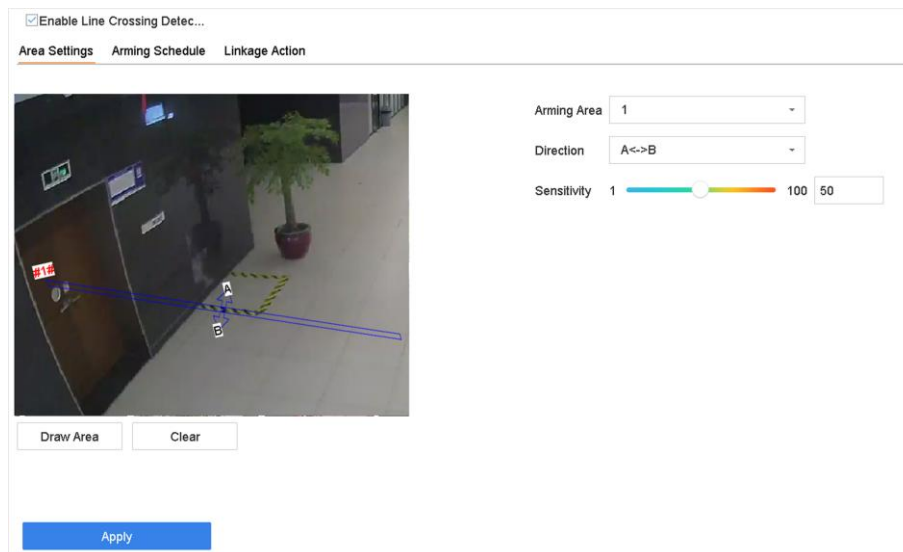 Enable Line Crossing Detec...
Area Settings Arming Schedule Linkage Action
Arming Area 1
Direction A<->B
Sensitivity 1 100 50
#1#
A
B
Draw Area Clear
Apply